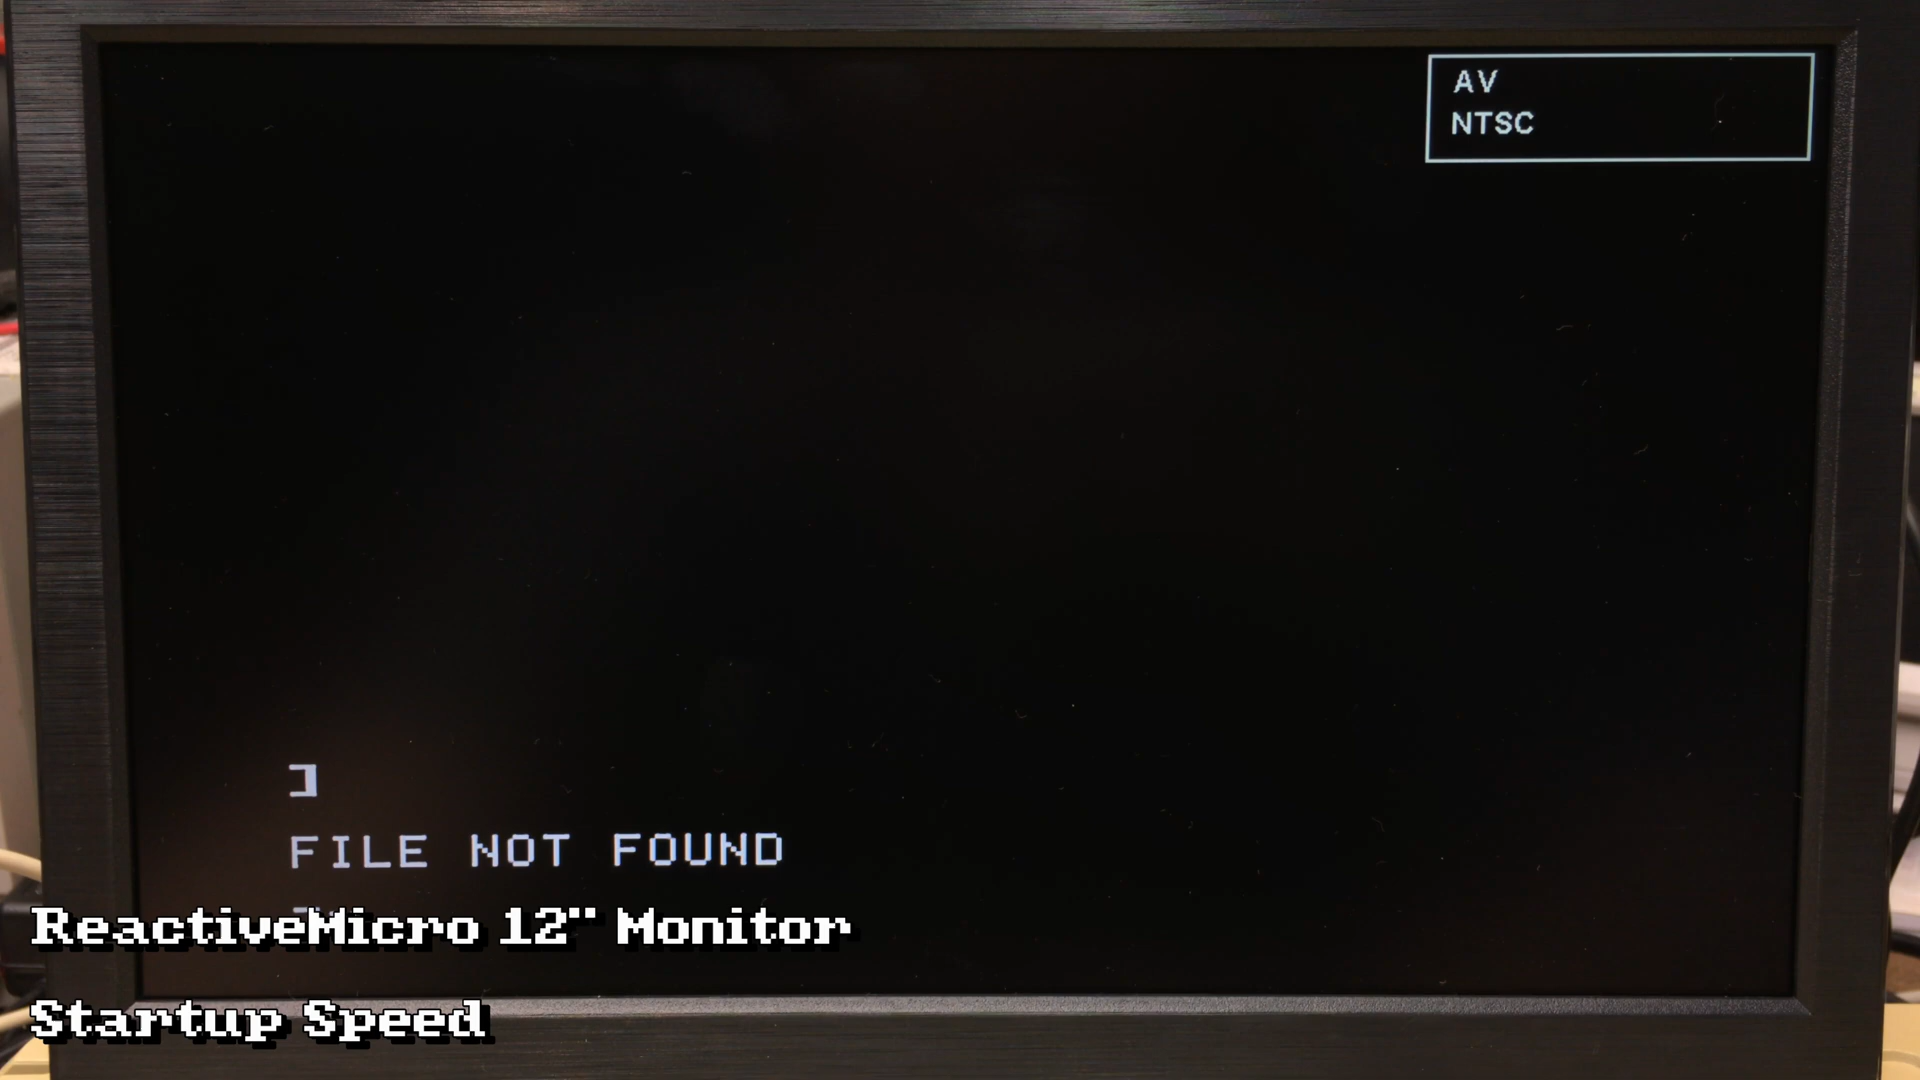 AV
NTSC
]
FILE NOT FOUND
ReactiveMicro 12" Monitor
Startup Speed